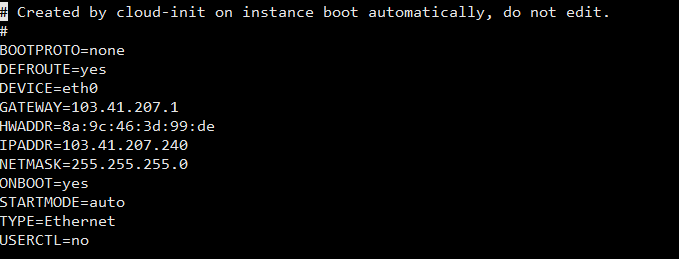 # Created by cloud-init on instance boot automatically, do not edit.
#
BOOTPROTO=none
DEFROUTE=yes
DEVICE=eth0
GATEWAY=103.41.207.1
HWADDR=8a:9c:46:3d:99:de
IPADDR=103.41.207.240
NETMASK=255.255.255.0
ONBOOT=yes
STARTMODE=auto
TYPE=Ethernet
USERCTL=no